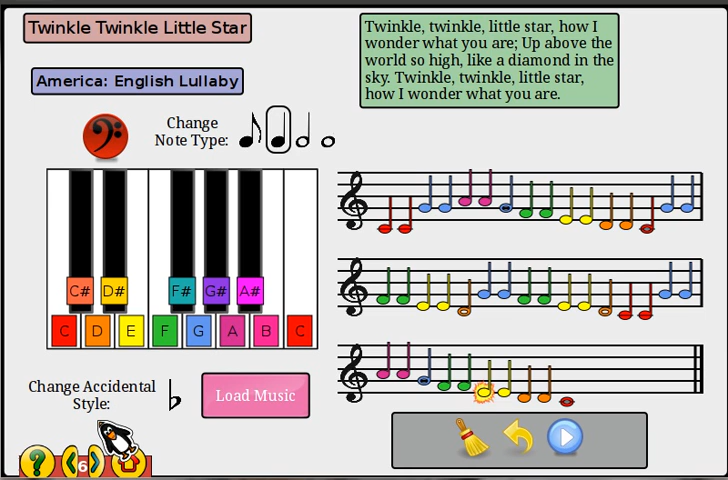 Twinkle Twinkle Little Star
Twinkle, twinkle, little star, how I
wonder what you are; Up above the
world so high, like a diamond in the
sky. Twinkle, twinkle, little star,
how I wonder what you are.
America: English Lullaby
Change
Note Type:
C# D# F# G# A#
C D E F G A B C
Change Accidental
Style:
Load Music
? 6